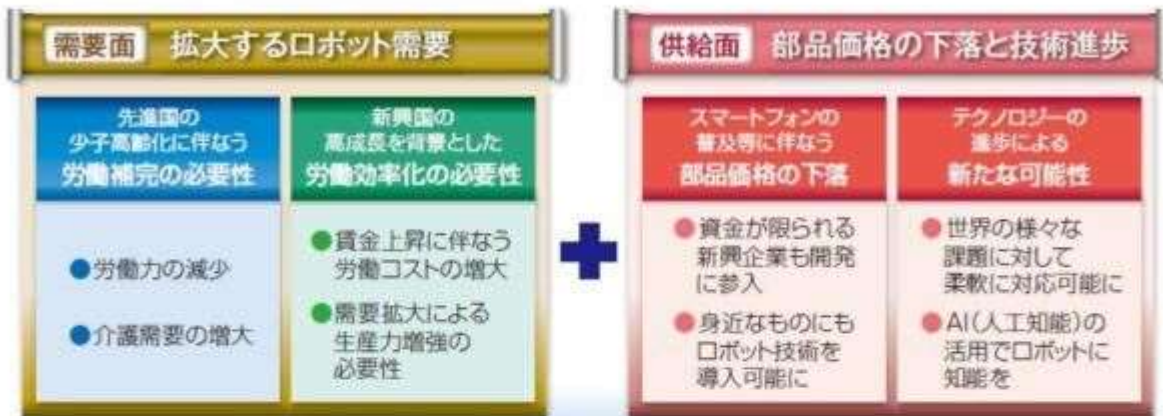 需要面 拡大するロボット需要
先進国の
少子高齢化に伴なう
労働補完の必要性
●労働力の減少
●介護需要の増大
新興国の
高成長を背景とした
労働効率化の必要性
●賃金上昇に伴なう
労働コストの増大
●需要拡大による
生産力増強の
必要性
供給面 部品価格の下落と技術進歩
スマートフォンの
普及等に伴なう
部品価格の下落
●資金が限られる
新興企業も開発
に参入
●身近なものにも
ロボット技術を
導入可能に
テクノロジーの
進歩による
新たな可能性
●世界の様々な
課題に対して
柔軟に対応可能に
●AI(人工知能)の
活用でロボットに
知能を